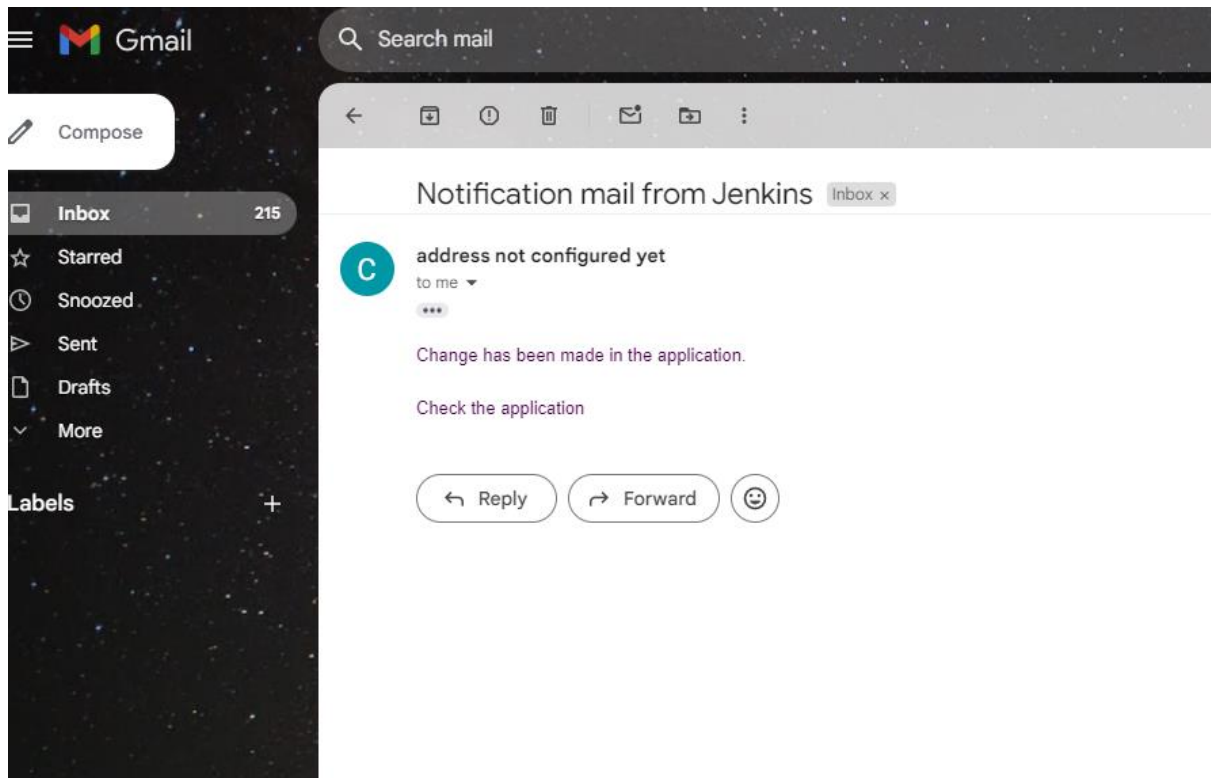 Gmail
Search mail
Compose
Inbox 215
Starred
Snoozed
Sent
Drafts
More
Labels
Notification mail from Jenkins Inbox x
C
address not configured yet
to me
Change has been made in the application.
Check the application
Reply Forward